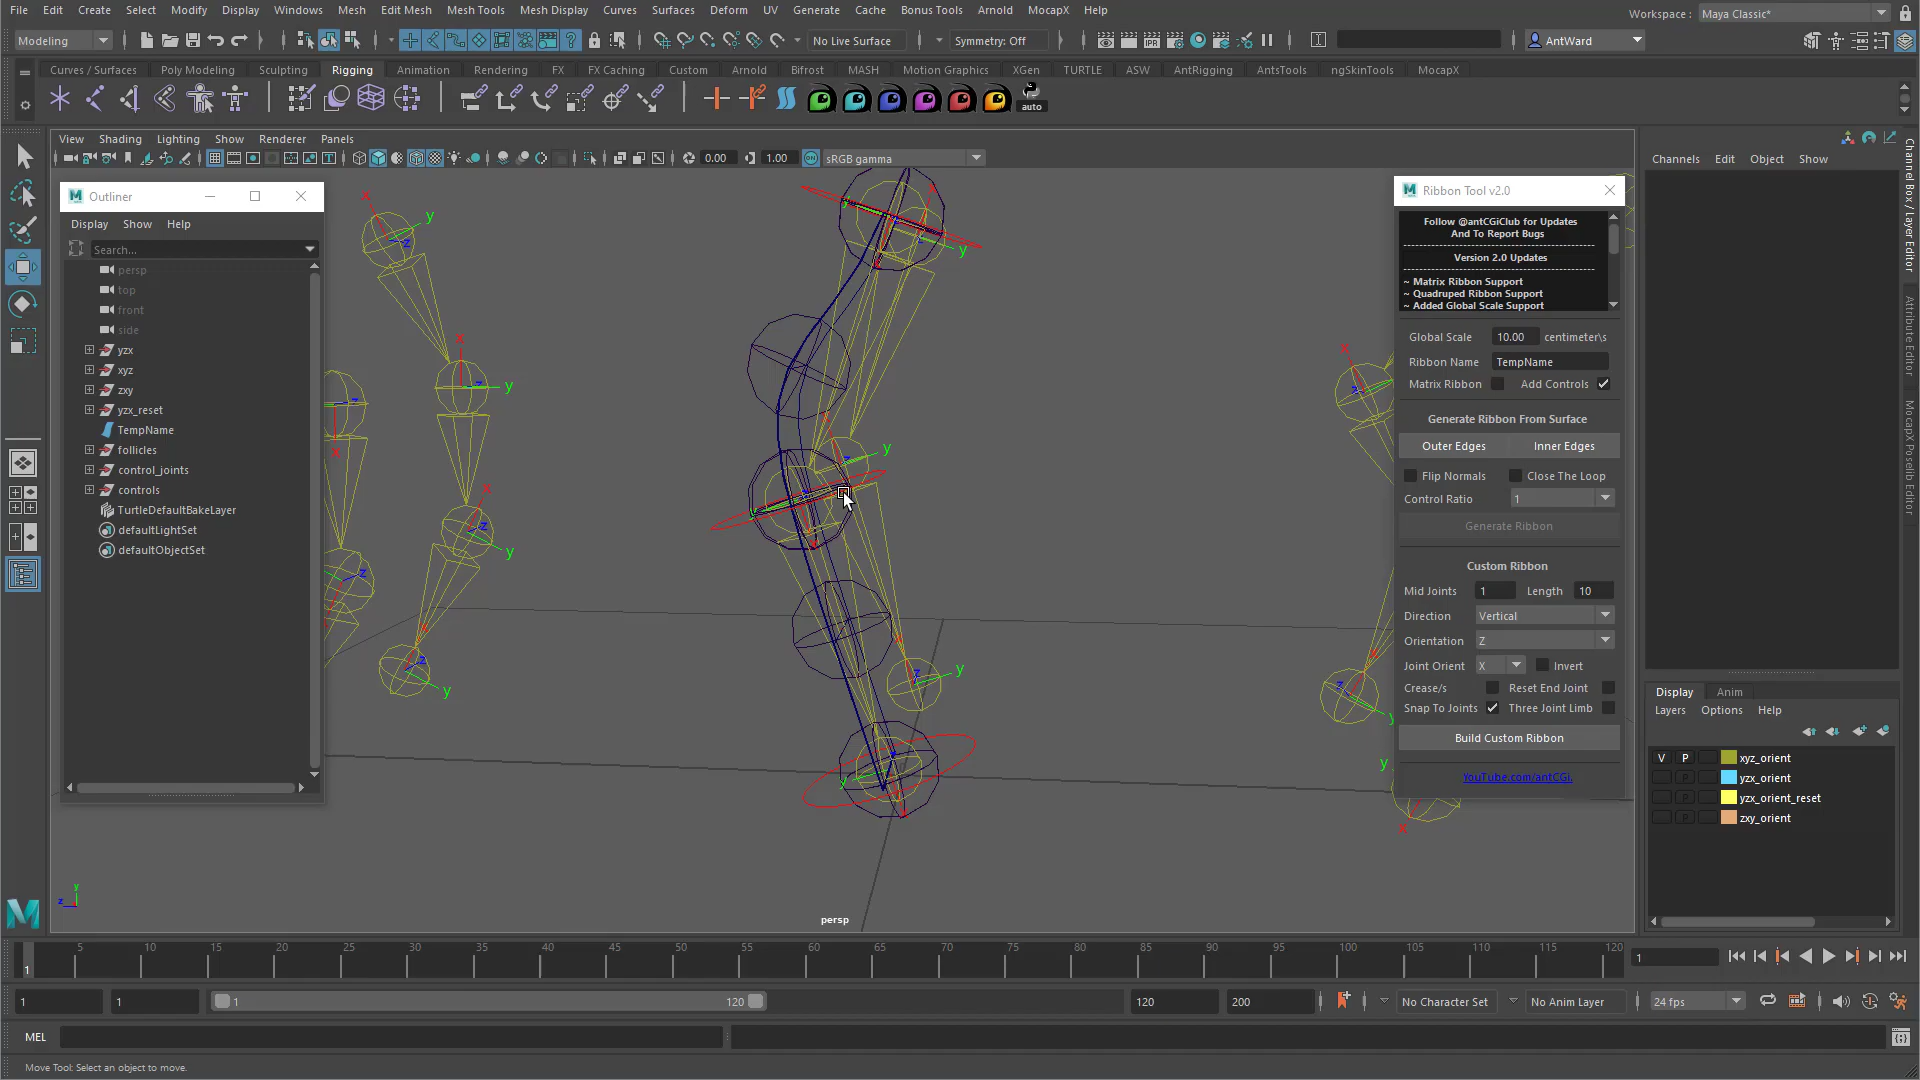 File Edit Create Select Modify Display Windows Mesh Edit Mesh Mesh Tools Mesh Display Curves Surfaces Deform UV Generate Cache Bonus Tools Arnold MocapX Help
Workspace : Maya Classic*
Modeling No Live Surface Symmetry: Off AntWard
Curves / Surfaces Poly Modeling Sculpting Rigging Animation Rendering FX FX Caching Custom Arnold Bifrost MASH Motion Graphics XGen TURTLE ASW AntRigging AntsTools ngSkinTools MocapX
auto
View Shading Lighting Show Renderer Panels
0.00 1.00 sRGB gamma
Outliner
Display Show Help
Search...
persp
top
front
side
yzx
xyz
zxy
yzx_reset
TempName
follicles
control_joints
controls
TurtleDefaultBakeLayer
defaultLightSet
defaultObjectSet
persp
Ribbon Tool v2.0
Follow @antCGiClub for Updates
And To Report Bugs
Version 2.0 Updates
~ Matrix Ribbon Support
~ Quadruped Ribbon Support
~ Added Global Scale Support
Global Scale 10.00 centimeter\s
Ribbon Name TempName
Matrix Ribbon Add Controls
Generate Ribbon From Surface
Outer Edges Inner Edges
Flip Normals Close The Loop
Control Ratio 1
Generate Ribbon
Custom Ribbon
Mid Joints 1 Length 10
Direction Vertical
Orientation Z
Joint Orient X Invert
Crease/s Reset End Joint
Snap To Joints Three Joint Limb
Build Custom Ribbon
YouTube.com/antCGi.
Channels Edit Object Show
Channel Box / Layer Editor
Attribute Editor
MocapX Poselib Editor
Display Anim
Layers Options Help
V P xyz_orient
P yzx_orient
P yzx_orient_reset
P zxy_orient
5 10 15 20 25 30 35 40 45 50 55 60 65 70 75 80 85 90 95 100 105 110 115 120
1 1
1 1 1 120 120 200 No Character Set No Anim Layer 24 fps
MEL
Move Tool: Select an object to move.